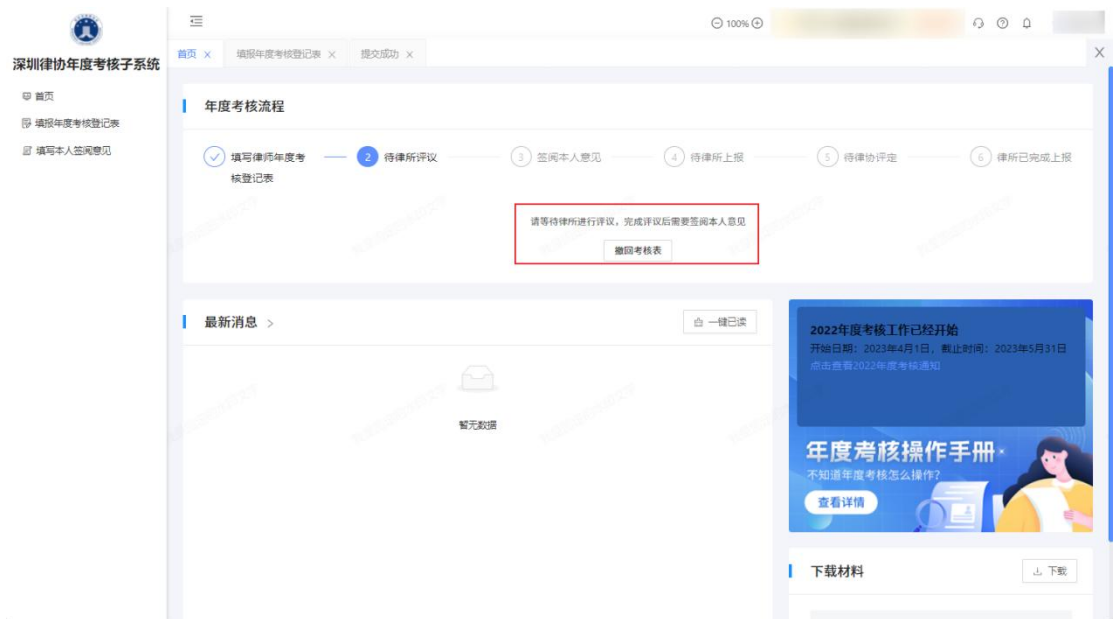 100%
深圳律协年度考核子系统
首页
填报年度考核登记表
填写本人签阅意见
首页 × 填报年度考核登记表 × 提交成功 ×
年度考核流程
填写律师年度考
核登记表
2 待律所评议
3 签阅本人意见
4 待律所上报
5 待律协评定
6 律所已完成上报
请等待律所进行评议，完成评议后需要签阅本人意见
撤回考核表
最新消息 >
一键已读
暂无数据
2022年度考核工作已经开始
开始日期：2023年4月1日，截止时间：2023年5月31日
点击查看2022年度考核通知
年度考核操作手册
不知道年度考核怎么操作?
查看详情
下载材料
下载